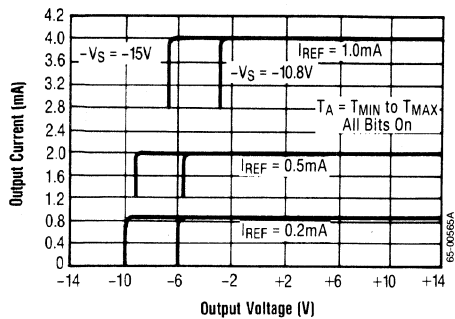 4.2
4.0
3.6
3.2
2.8
2.4
2.0
1.6
1.2
0.8
0.4
0
Output Current (mA)
-VS = -15V
-VS = -10.8V
IREF = 1.0mA
TA = TMIN to TMAX
All Bits On
IREF = 0.5mA
IREF = 0.2mA
-14 -10 -6 -2 +2 +6 +10 +14
Output Voltage (V)
65-00565A